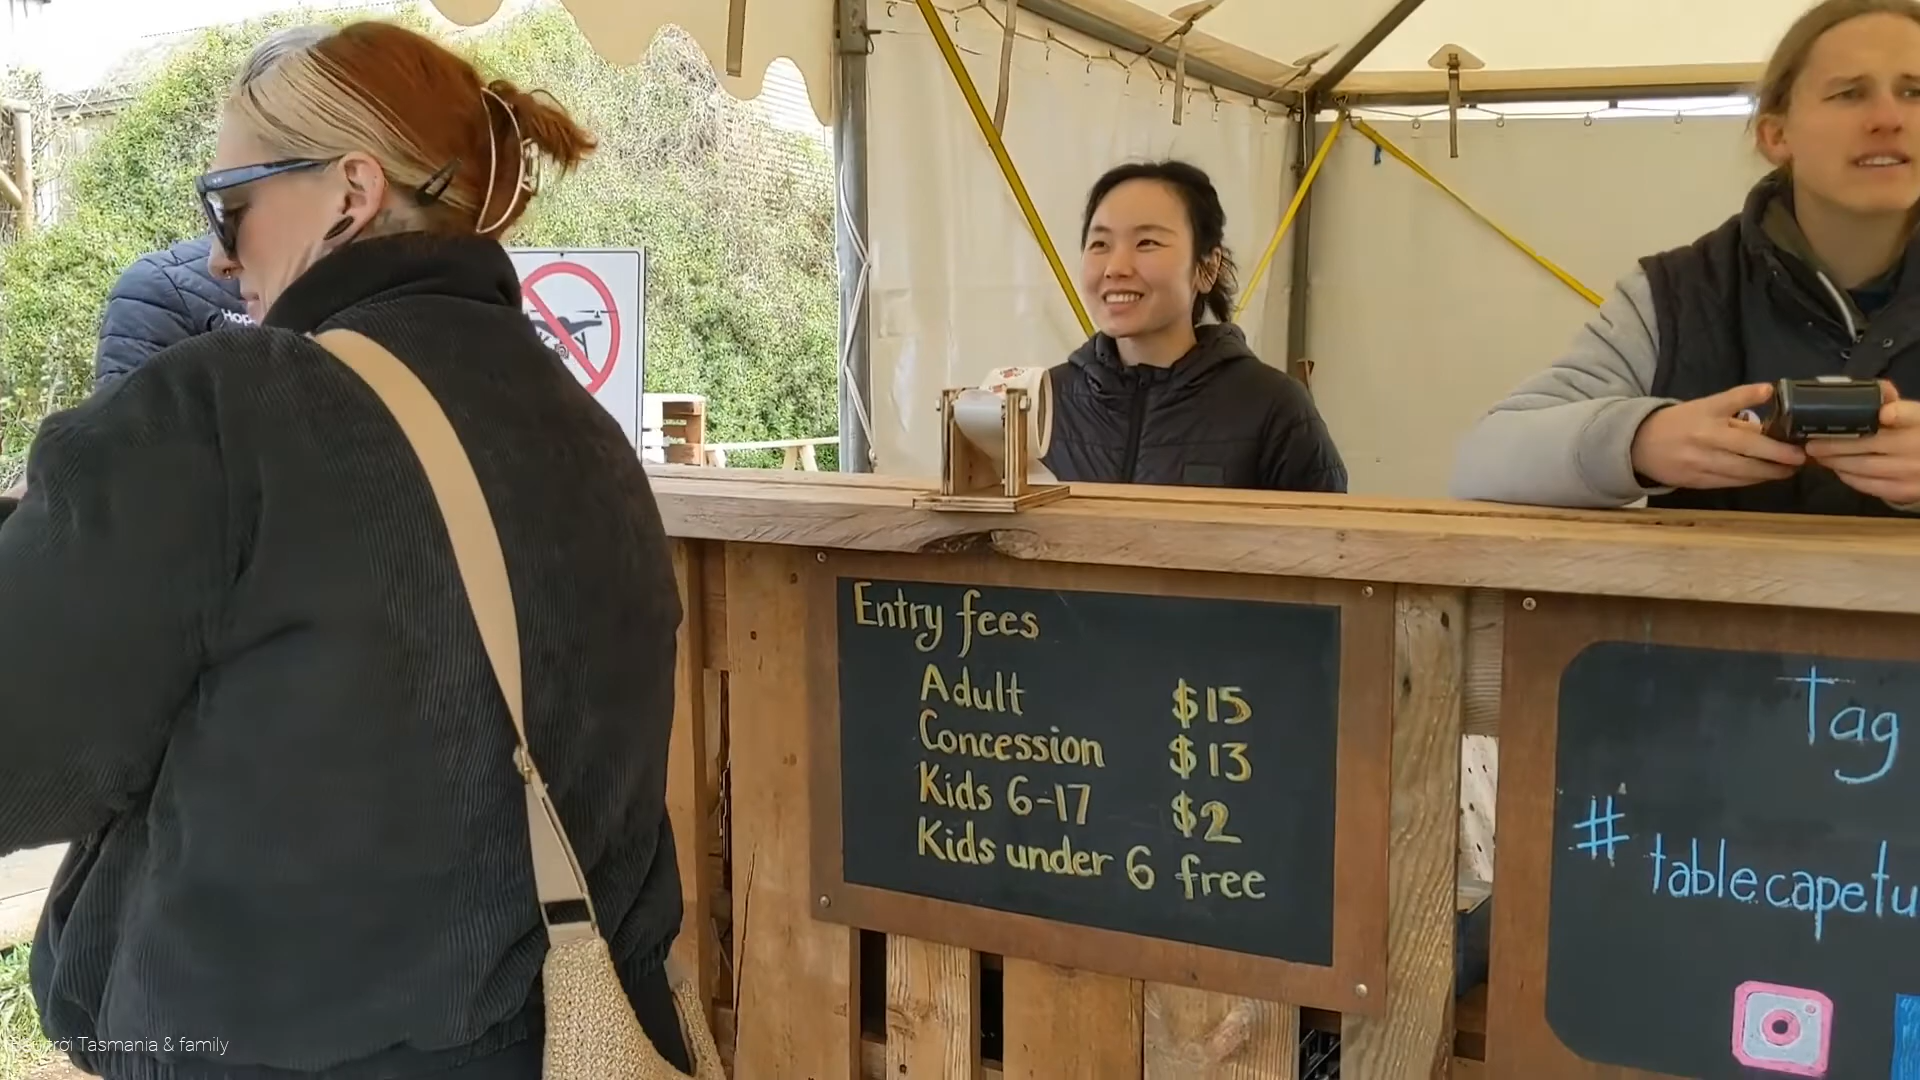 Entry fees
Adult $15
Concession $13
Kids 6-17 $2
Kids under 6 free
Tag
# tablecapetu
Tasmania & family